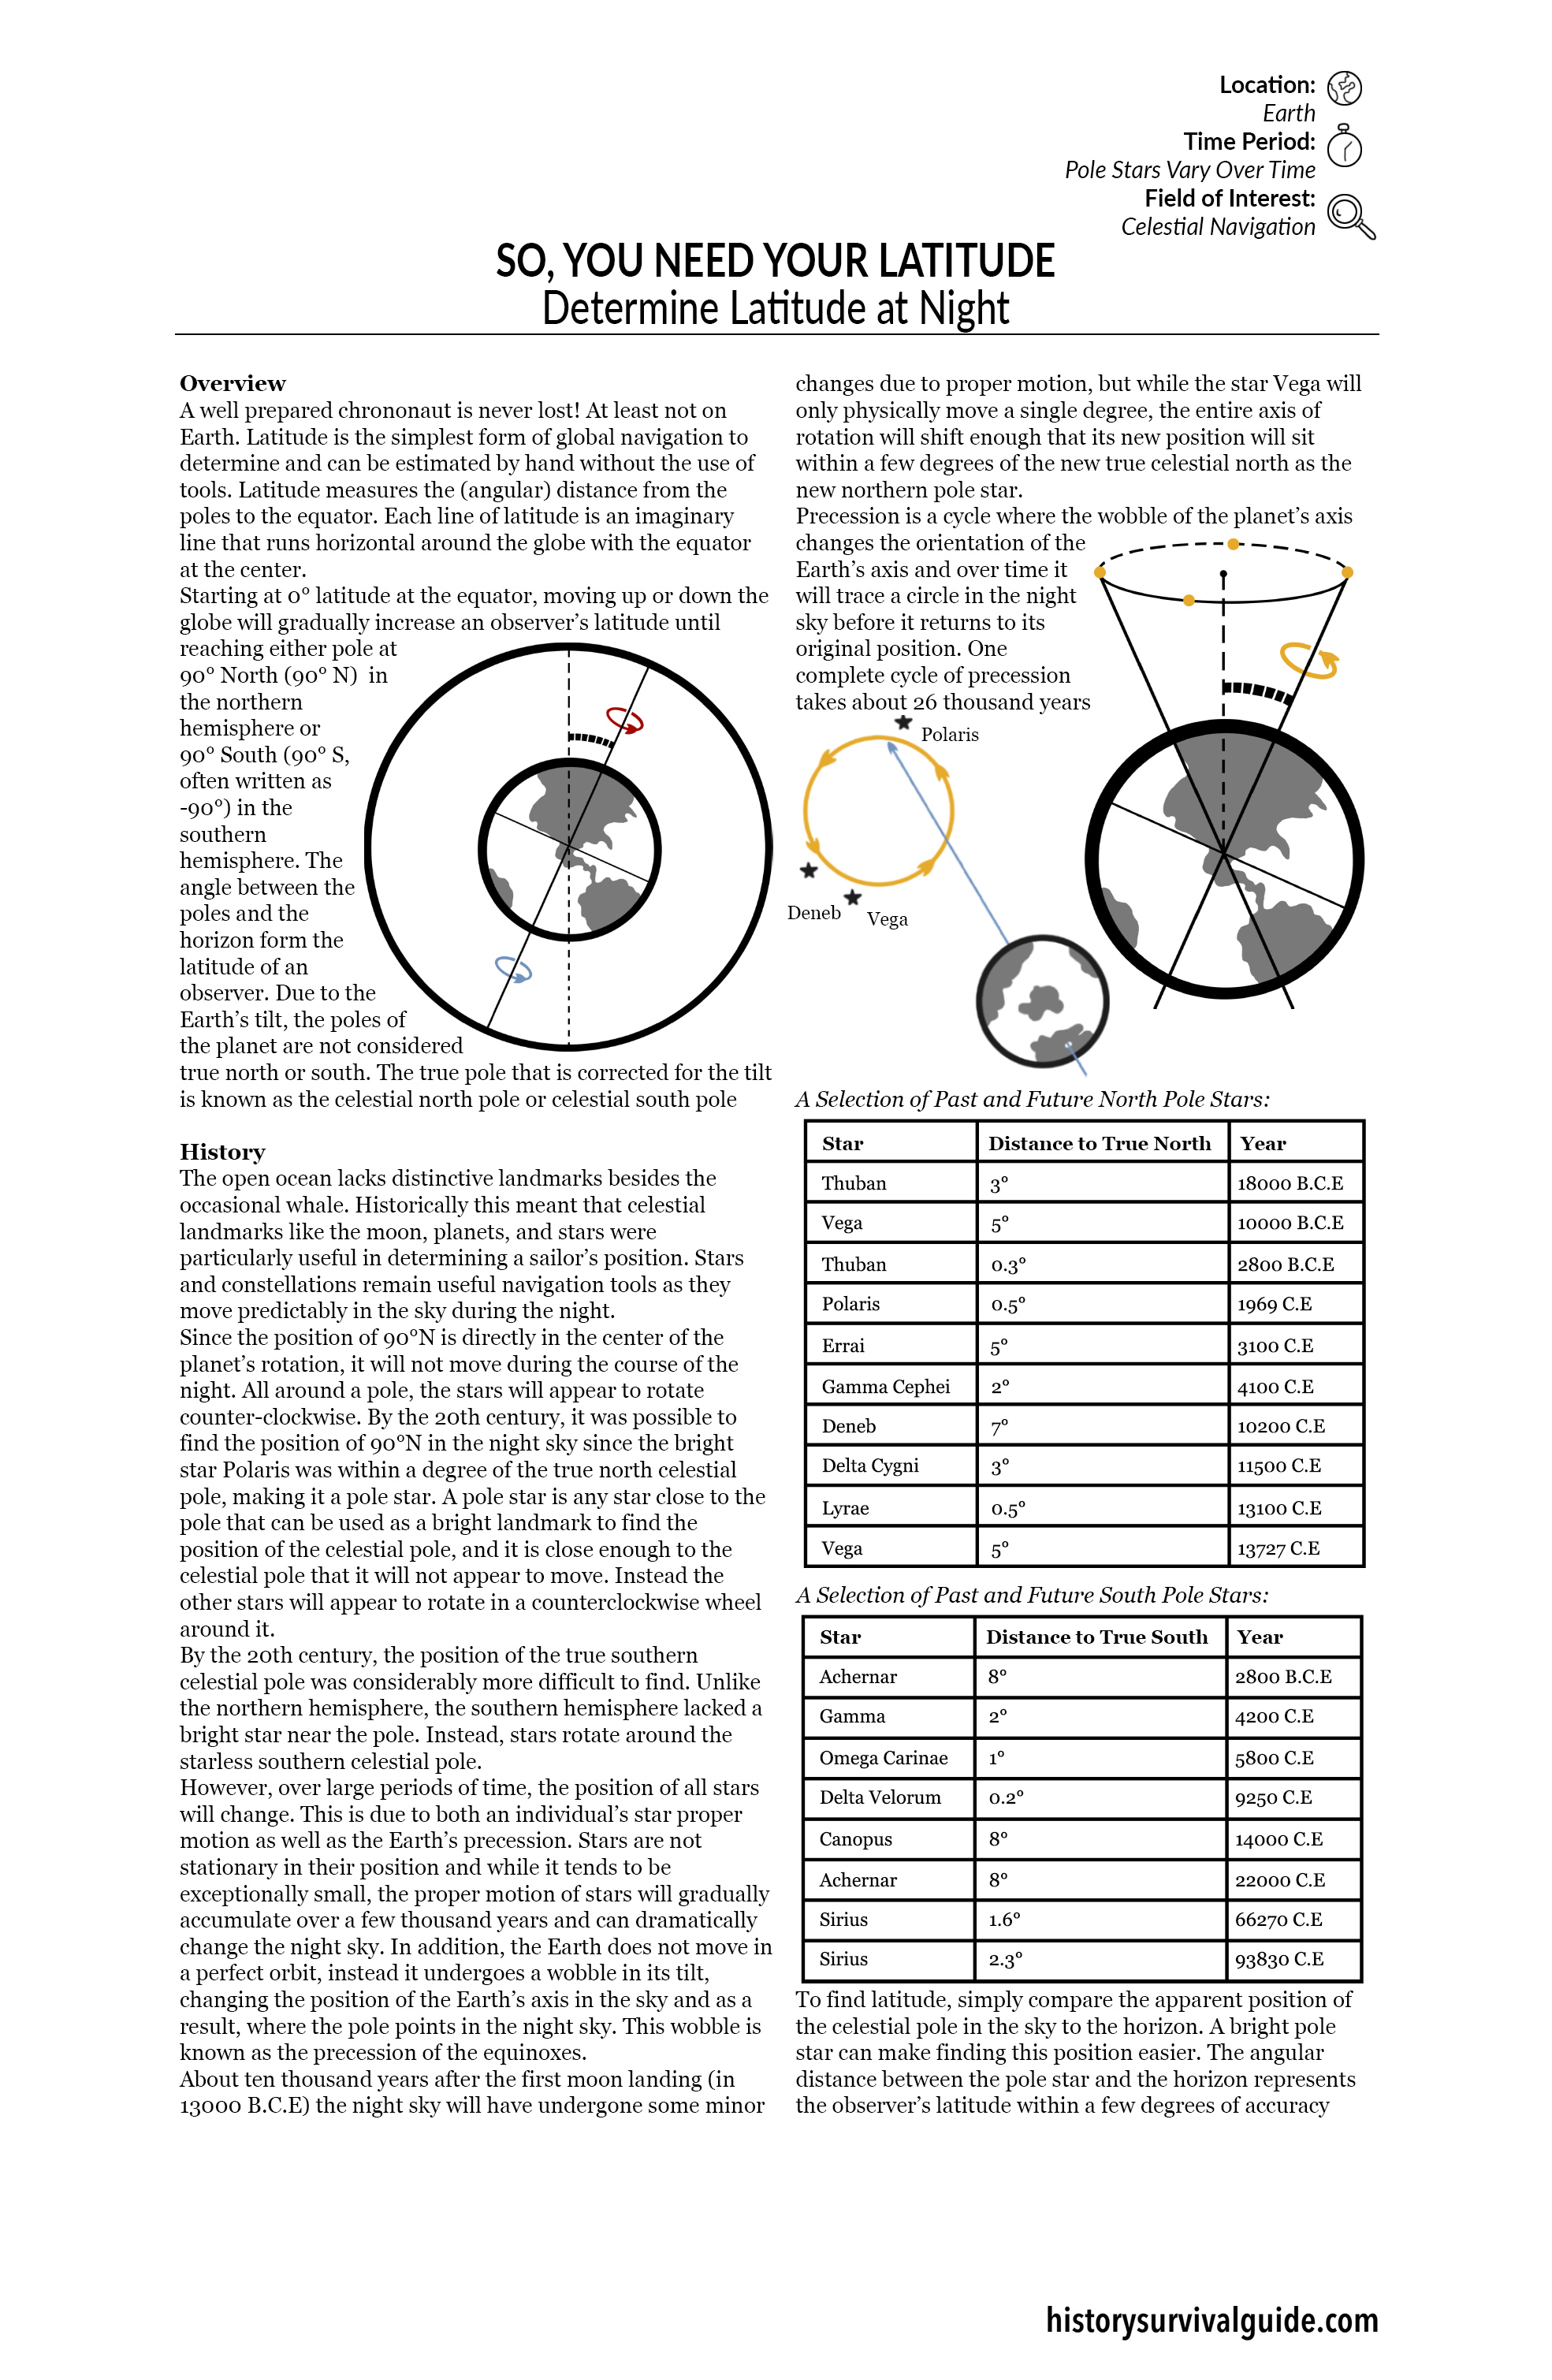 Location:
Earth
Time Period:
Pole Stars Vary Over Time
Field of Interest:
Celestial Navigation
SO, YOU NEED YOUR LATITUDE
Determine Latitude at Night
Overview
A well prepared chrononaut is never lost! At least not on
Earth. Latitude is the simplest form of global navigation to
determine and can be estimated by hand without the use of
tools. Latitude measures the (angular) distance from the
poles to the equator. Each line of latitude is an imaginary
line that runs horizontal around the globe with the equator
at the center.
Starting at 0° latitude at the equator, moving up or down the
globe will gradually increase an observer's latitude until
reaching either pole at
90° North (90° N)  in
the northern
hemisphere or
90° South (90° S,
often written as
-90°) in the
southern
hemisphere. The
angle between the
poles and the
horizon form the
latitude of an
observer. Due to the
Earth's tilt, the poles of
the planet are not considered
true north or south. The true pole that is corrected for the tilt
is known as the celestial north pole or celestial south pole
History
The open ocean lacks distinctive landmarks besides the
occasional whale. Historically this meant that celestial
landmarks like the moon, planets, and stars were
particularly useful in determining a sailor's position. Stars
and constellations remain useful navigation tools as they
move predictably in the sky during the night.
Since the position of 90°N is directly in the center of the
planet's rotation, it will not move during the course of the
night. All around a pole, the stars will appear to rotate
counter-clockwise. By the 20th century, it was possible to
find the position of 90°N in the night sky since the bright
star Polaris was within a degree of the true north celestial
pole, making it a pole star. A pole star is any star close to the
pole that can be used as a bright landmark to find the
position of the celestial pole, and it is close enough to the
celestial pole that it will not appear to move. Instead the
other stars will appear to rotate in a counterclockwise wheel
around it.
By the 20th century, the position of the true southern
celestial pole was considerably more difficult to find. Unlike
the northern hemisphere, the southern hemisphere lacked a
bright star near the pole. Instead, stars rotate around the
starless southern celestial pole.
However, over large periods of time, the position of all stars
will change. This is due to both an individual's star proper
motion as well as the Earth's precession. Stars are not
stationary in their position and while it tends to be
exceptionally small, the proper motion of stars will gradually
accumulate over a few thousand years and can dramatically
change the night sky. In addition, the Earth does not move in
a perfect orbit, instead it undergoes a wobble in its tilt,
changing the position of the Earth's axis in the sky and as a
result, where the pole points in the night sky. This wobble is
known as the precession of the equinoxes.
About ten thousand years after the first moon landing (in
13000 B.C.E) the night sky will have undergone some minor
changes due to proper motion, but while the star Vega will
only physically move a single degree, the entire axis of
rotation will shift enough that its new position will sit
within a few degrees of the new true celestial north as the
new northern pole star.
Precession is a cycle where the wobble of the planet's axis
changes the orientation of the
Earth's axis and over time it
will trace a circle in the night
sky before it returns to its
original position. One
complete cycle of precession
takes about 26 thousand years
Polaris
Deneb
Vega
A Selection of Past and Future North Pole Stars:
Star Distance to True North Year
Thuban 3° 18000 B.C.E
Vega 5° 10000 B.C.E
Thuban 0.3° 2800 B.C.E
Polaris 0.5° 1969 C.E
Errai 5° 3100 C.E
Gamma Cephei 2° 4100 C.E
Deneb 7° 10200 C.E
Delta Cygni 3° 11500 C.E
Lyrae 0.5° 13100 C.E
Vega 5° 13727 C.E
A Selection of Past and Future South Pole Stars:
Star Distance to True South Year
Achernar 8° 2800 B.C.E
Gamma 2° 4200 C.E
Omega Carinae 1° 5800 C.E
Delta Velorum 0.2° 9250 C.E
Canopus 8° 14000 C.E
Achernar 8° 22000 C.E
Sirius 1.6° 66270 C.E
Sirius 2.3° 93830 C.E
To find latitude, simply compare the apparent position of
the celestial pole in the sky to the horizon. A bright pole
star can make finding this position easier. The angular
distance between the pole star and the horizon represents
the observer's latitude within a few degrees of accuracy
historysurvivalguide.com